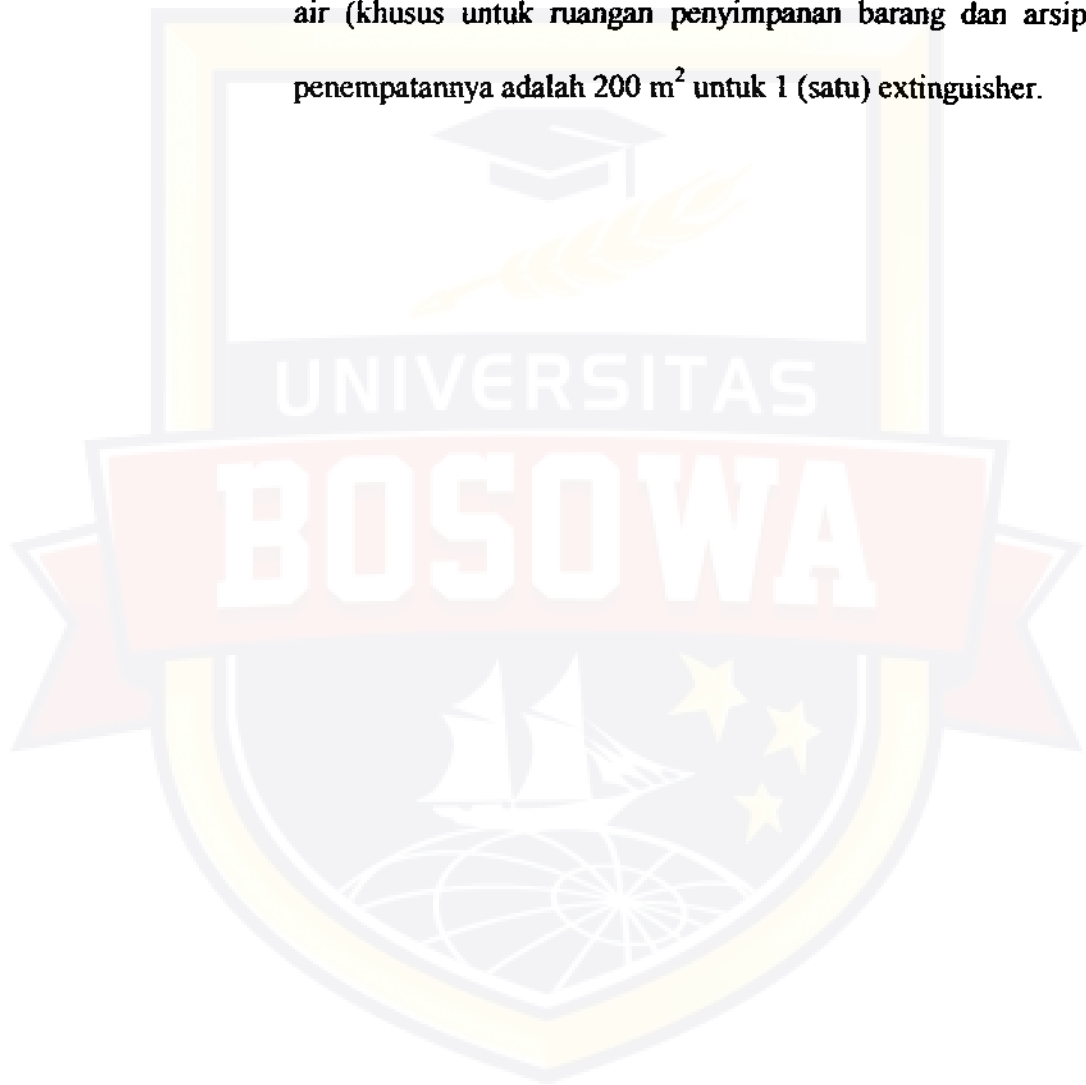 air (khusus untuk ruangan penyimpanan barang dan arsip
penempatannya adalah 200 m² untuk 1 (satu) extinguisher.
UNIVERSITAS
BOSOWA